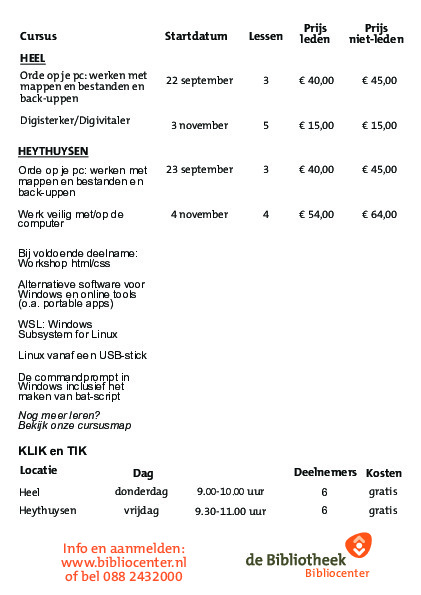 Cursus Startdatum Lessen Prijs leden Prijs niet-leden
HEEL
Orde op je pc: werken met
mappen en bestanden en
back-uppen
22 september 3 € 40,00 € 45,00
Digisterker/Digivitaler
3 november 5 € 15,00 € 15,00
HEYTHUYSEN
Orde op je pc: werken met
mappen en bestanden en
back-uppen
23 september 3 € 40,00 € 45,00
Werk veilig met/op de
computer
4 november 4 € 54,00 € 64,00
Bij voldoende deelname:
Workshop html/css
Alternatieve software voor
Windows en online tools
(o.a. portable apps)
WSL: Windows
Subsystem for Linux
Linux vanaf een USB-stick
De commandprompt in
Windows inclusief het
maken van bat-script
Nog meer leren?
Bekijk onze cursusmap
KLIK en TIK
Locatie Dag Deelnemers Kosten
Heel donderdag 9.00-10.00 uur 6 gratis
Heythuysen vrijdag 9.30-11.00 uur 6 gratis
Info en aanmelden:
www.bibliocenter.nl
of bel 088 2432000
de Bibliotheek
Bibliocenter